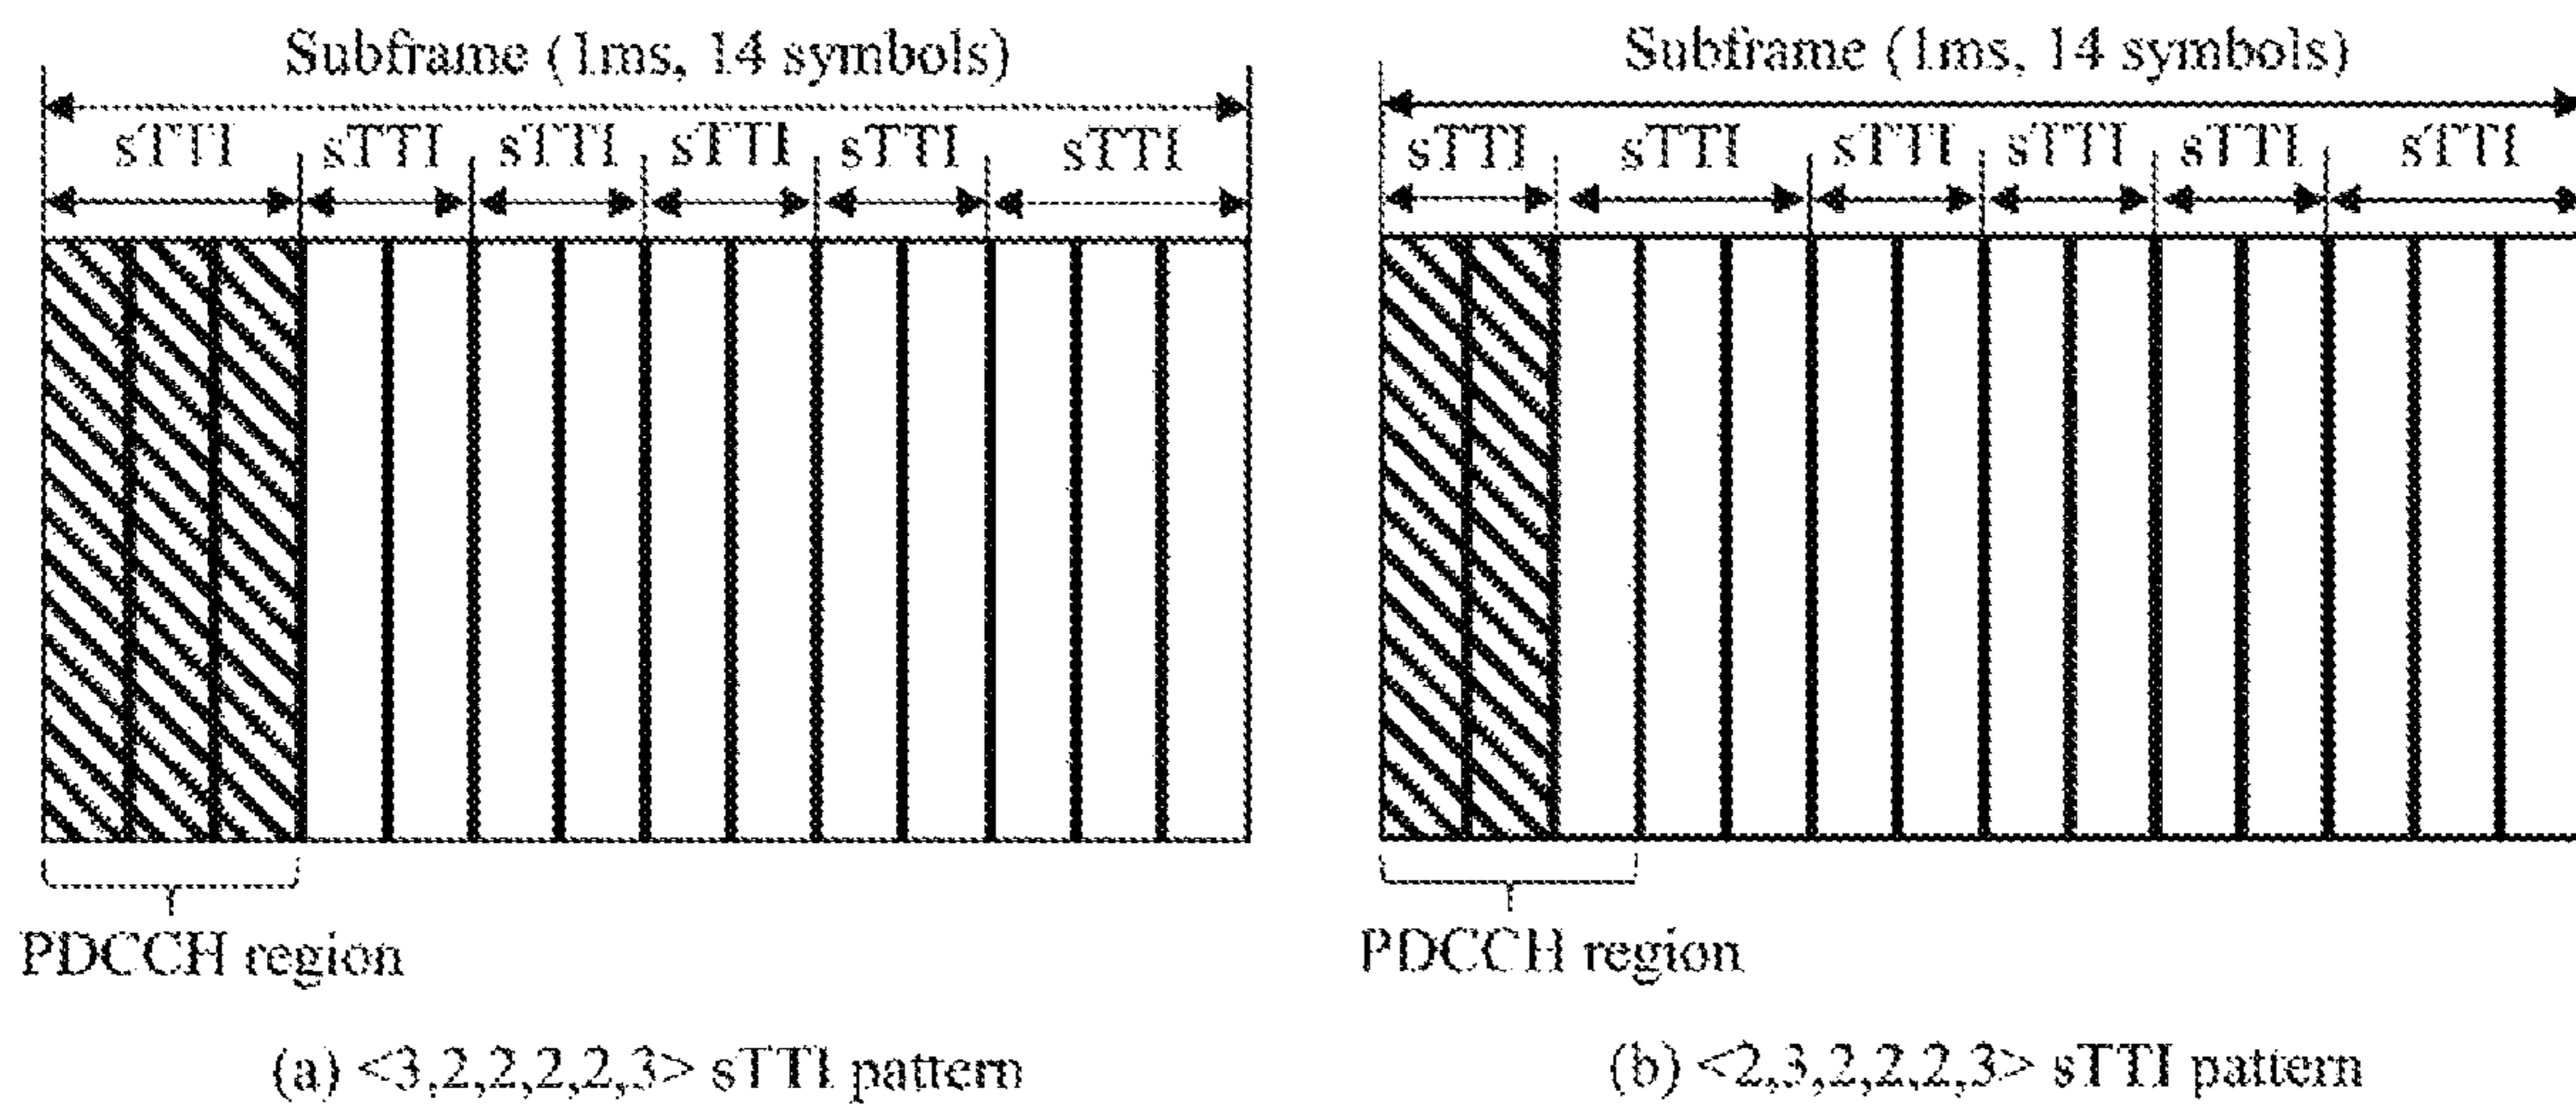 Subframe (1ms, 14 symbols)
sTTI sTTI sTTI sTTI sTTI sTTI
PDCCH region
(a) <3,2,2,2,2,3> sTTI pattern
Subframe (1ms, 14 symbols)
sTTI sTTI sTTI sTTI sTTI sTTI
PDCCH region
(b) <2,3,2,2,2,3> sTTI pattern